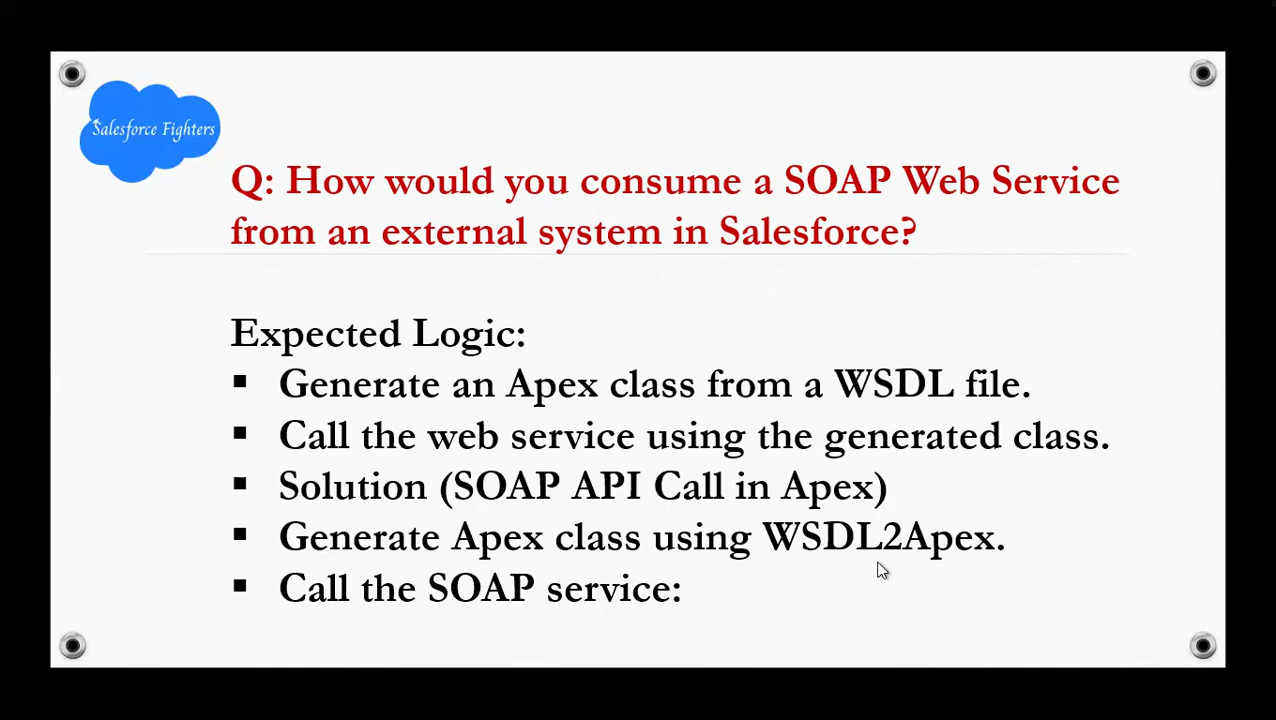 Salesforce Fighters
Q: How would you consume a SOAP Web Service
from an external system in Salesforce?
Expected Logic:
▪ Generate an Apex class from a WSDL file.
▪ Call the web service using the generated class.
▪ Solution (SOAP API Call in Apex)
▪ Generate Apex class using WSDL2Apex.
▪ Call the SOAP service: